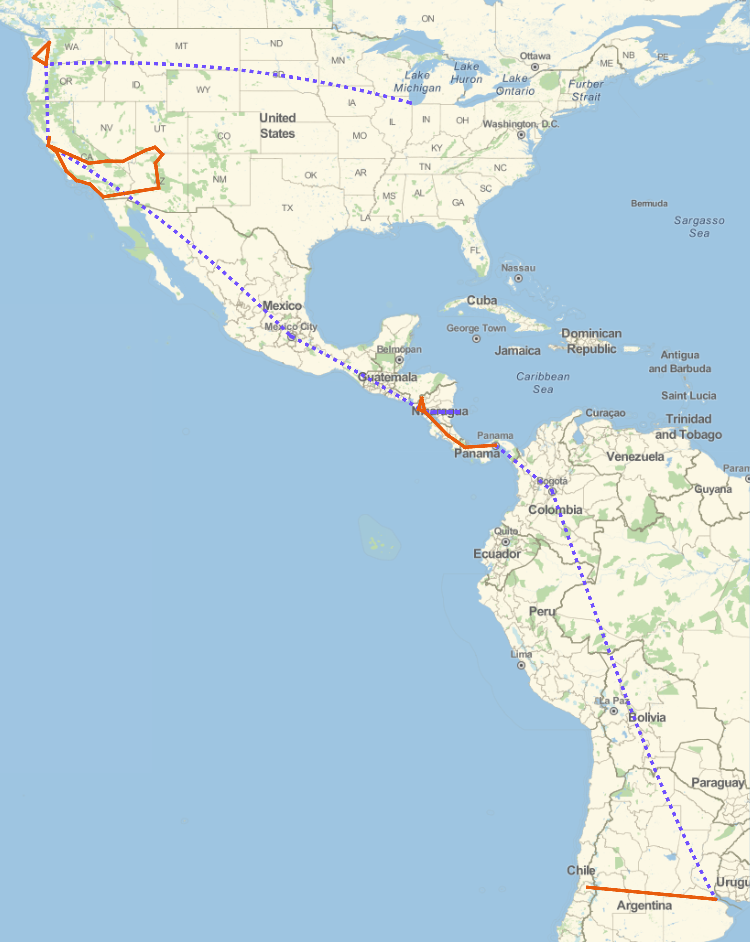 ON
WA
MT
ND
MN
Ottawa
NB
PE
ME
Lake
Huron
Lake
Michigan
Lake
Ontario
Furber
Strait
OR
ID
SD
WY
IA
United
States
IL
IN
OH
Washington, D.C.
NV
UT
CO
MO
KY
CA
NM
OK
AR
TN
NC
AZ
TX
MS
AL
GA
SC
LA
FL
Bermuda
Sargasso
Sea
Nassau
Mexico
Mexico City
Cuba
George Town
Dominican
Republic
Jamaica
Belmopan
Guatemala
Caribbean
Sea
Antigua
and Barbuda
Saint Lucia
Nicaragua
Curaçao
Trinidad
and Tobago
Panama
Panama
Venezuela
Param
Guyana
Bogotá
Colombia
Quito
Ecuador
Peru
Lima
La Paz
Bolivia
Paraguay
Chile
Urugu
Argentina